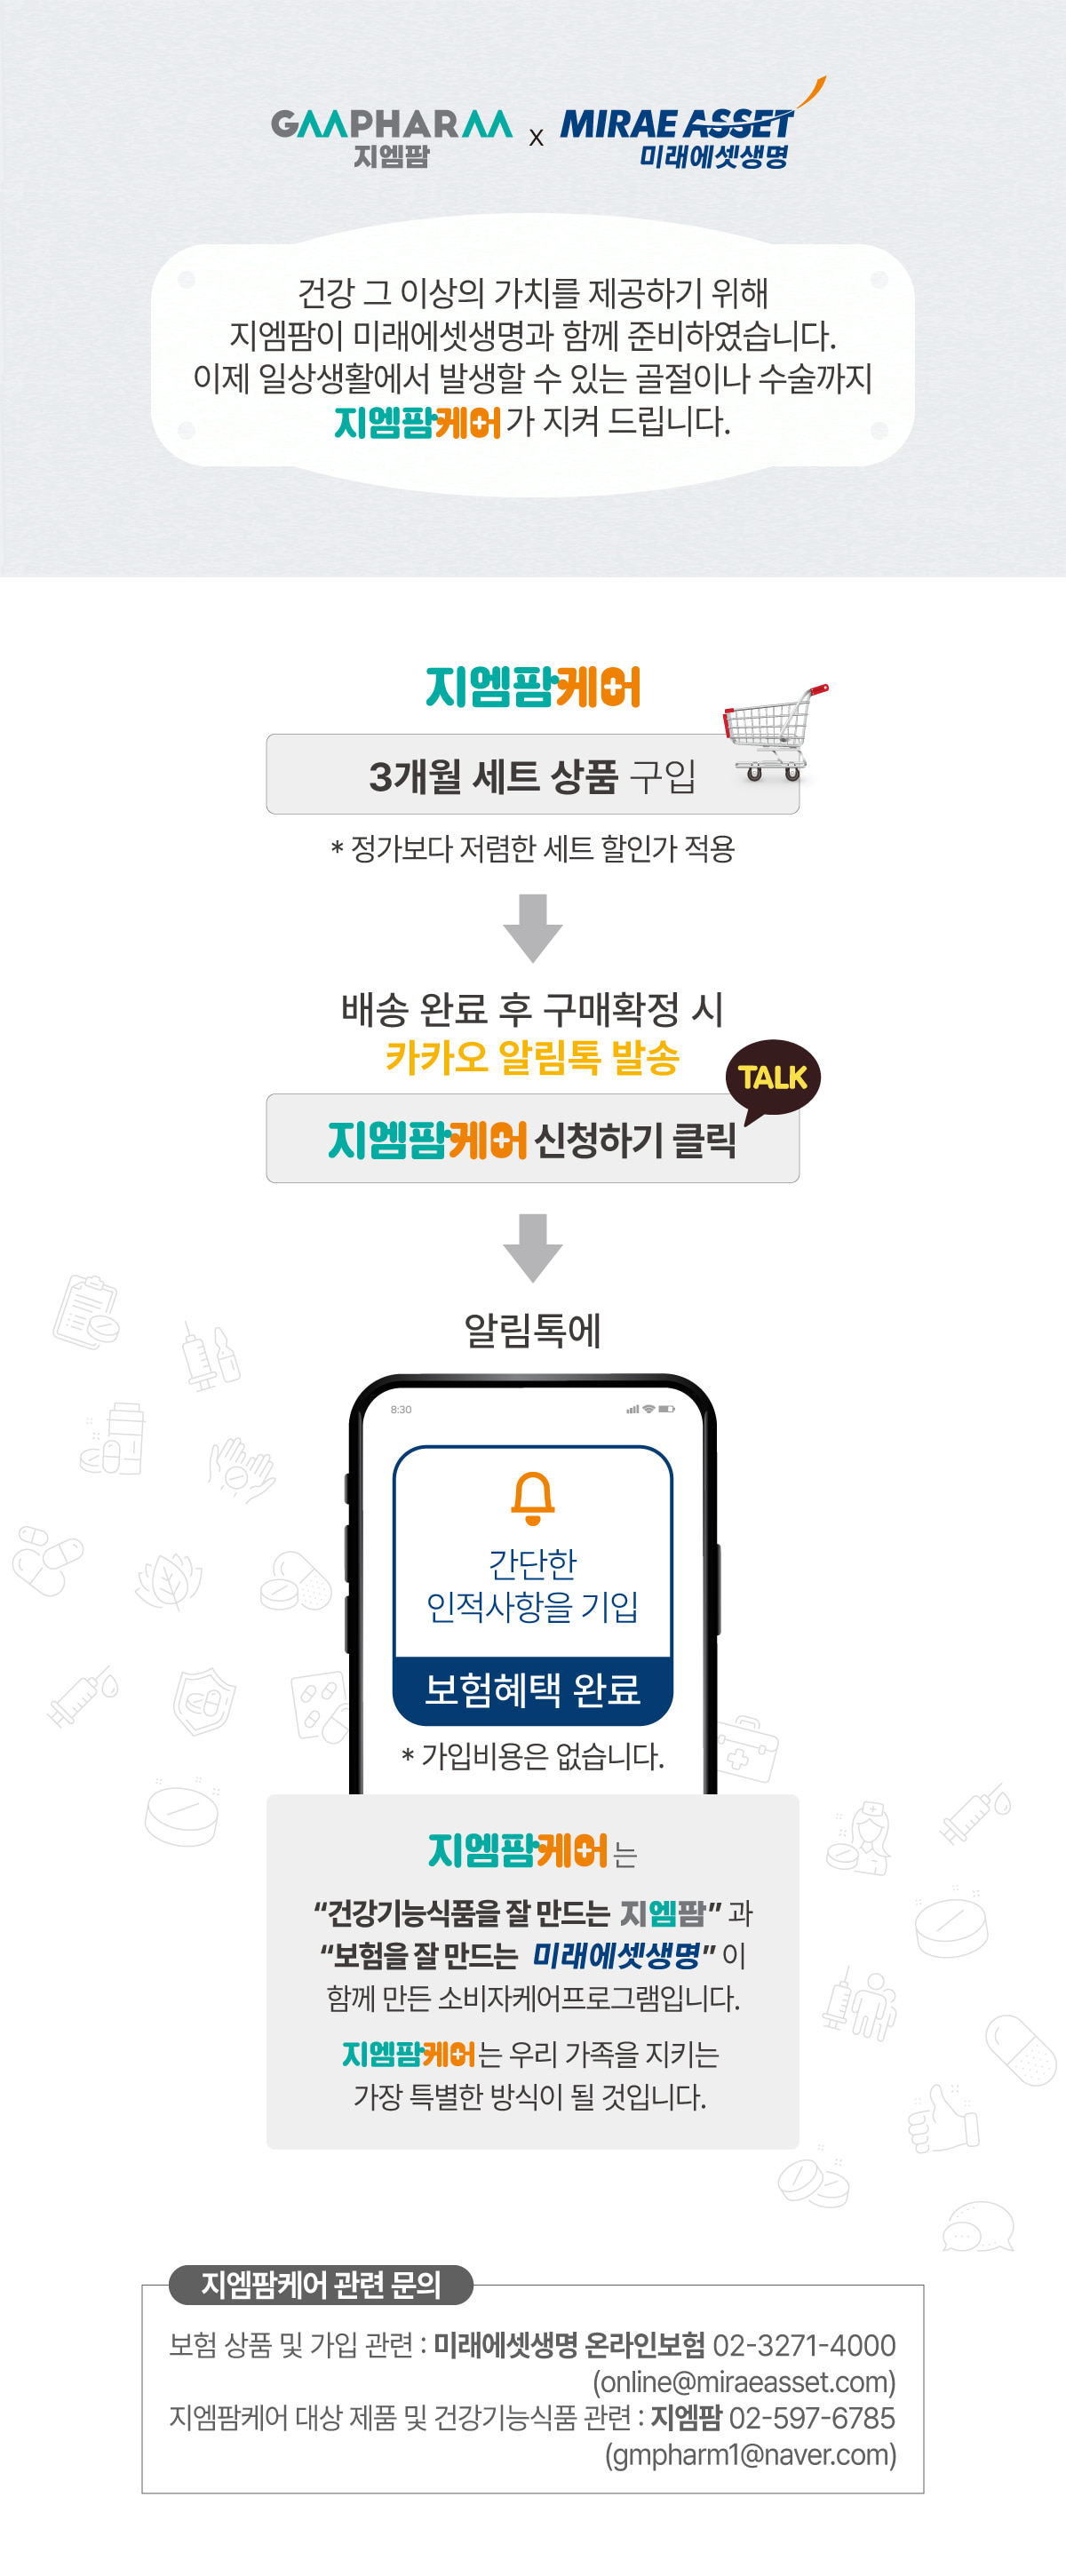 GMPHARM
지엠팜
X
MIRAE ASSET
미래에셋생명
건강 그 이상의 가치를 제공하기 위해
지엠팜이 미래에셋생명과 함께 준비하였습니다.
이제 일상생활에서 발생할 수 있는 골절이나 수술까지
지엠팜케어가 지켜 드립니다.
지엠팜케어
3개월 세트 상품 구입
* 정가보다 저렴한 세트 할인가 적용
배송 완료 후 구매확정 시
카카오 알림톡 발송
TALK
지엠팜케어 신청하기 클릭
알림톡에
8:30
간단한
인적사항을 기입
보험혜택 완료
* 가입비용은 없습니다.
지엠팜케어는
“건강기능식품을 잘 만드는 지엠팜” 과
“보험을 잘 만드는 미래에셋생명” 이
함께 만든 소비자케어프로그램입니다.
지엠팜케어는 우리 가족을 지키는
가장 특별한 방식이 될 것입니다.
지엠팜케어 관련 문의
보험 상품 및 가입 관련 : 미래에셋생명 온라인보험 02-3271-4000
(online@miraeasset.com)
지엠팜케어 대상 제품 및 건강기능식품 관련 : 지엠팜 02-597-6785
(gmpharm1@naver.com)